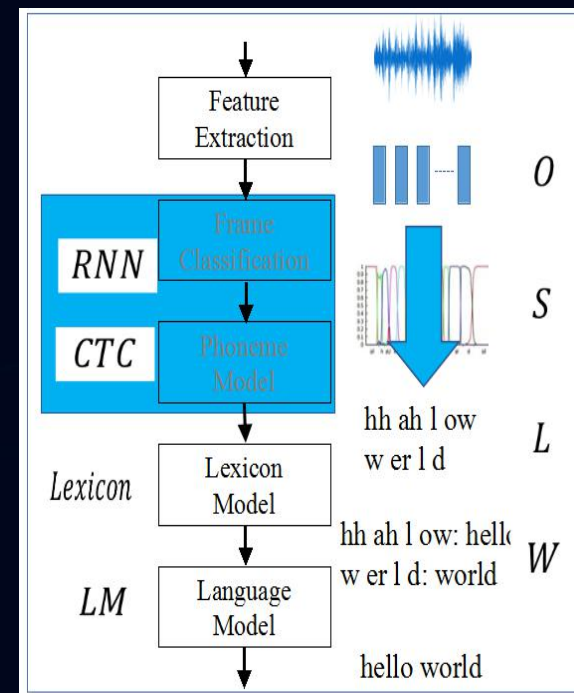 Feature
Extraction
O
RNN
Frame
Classification
S
CTC
Phoneme
Model
hh ah l ow
w er l d
L
Lexicon
Lexicon
Model
hh ah l ow: hello
w er l d: world
W
LM
Language
Model
hello world